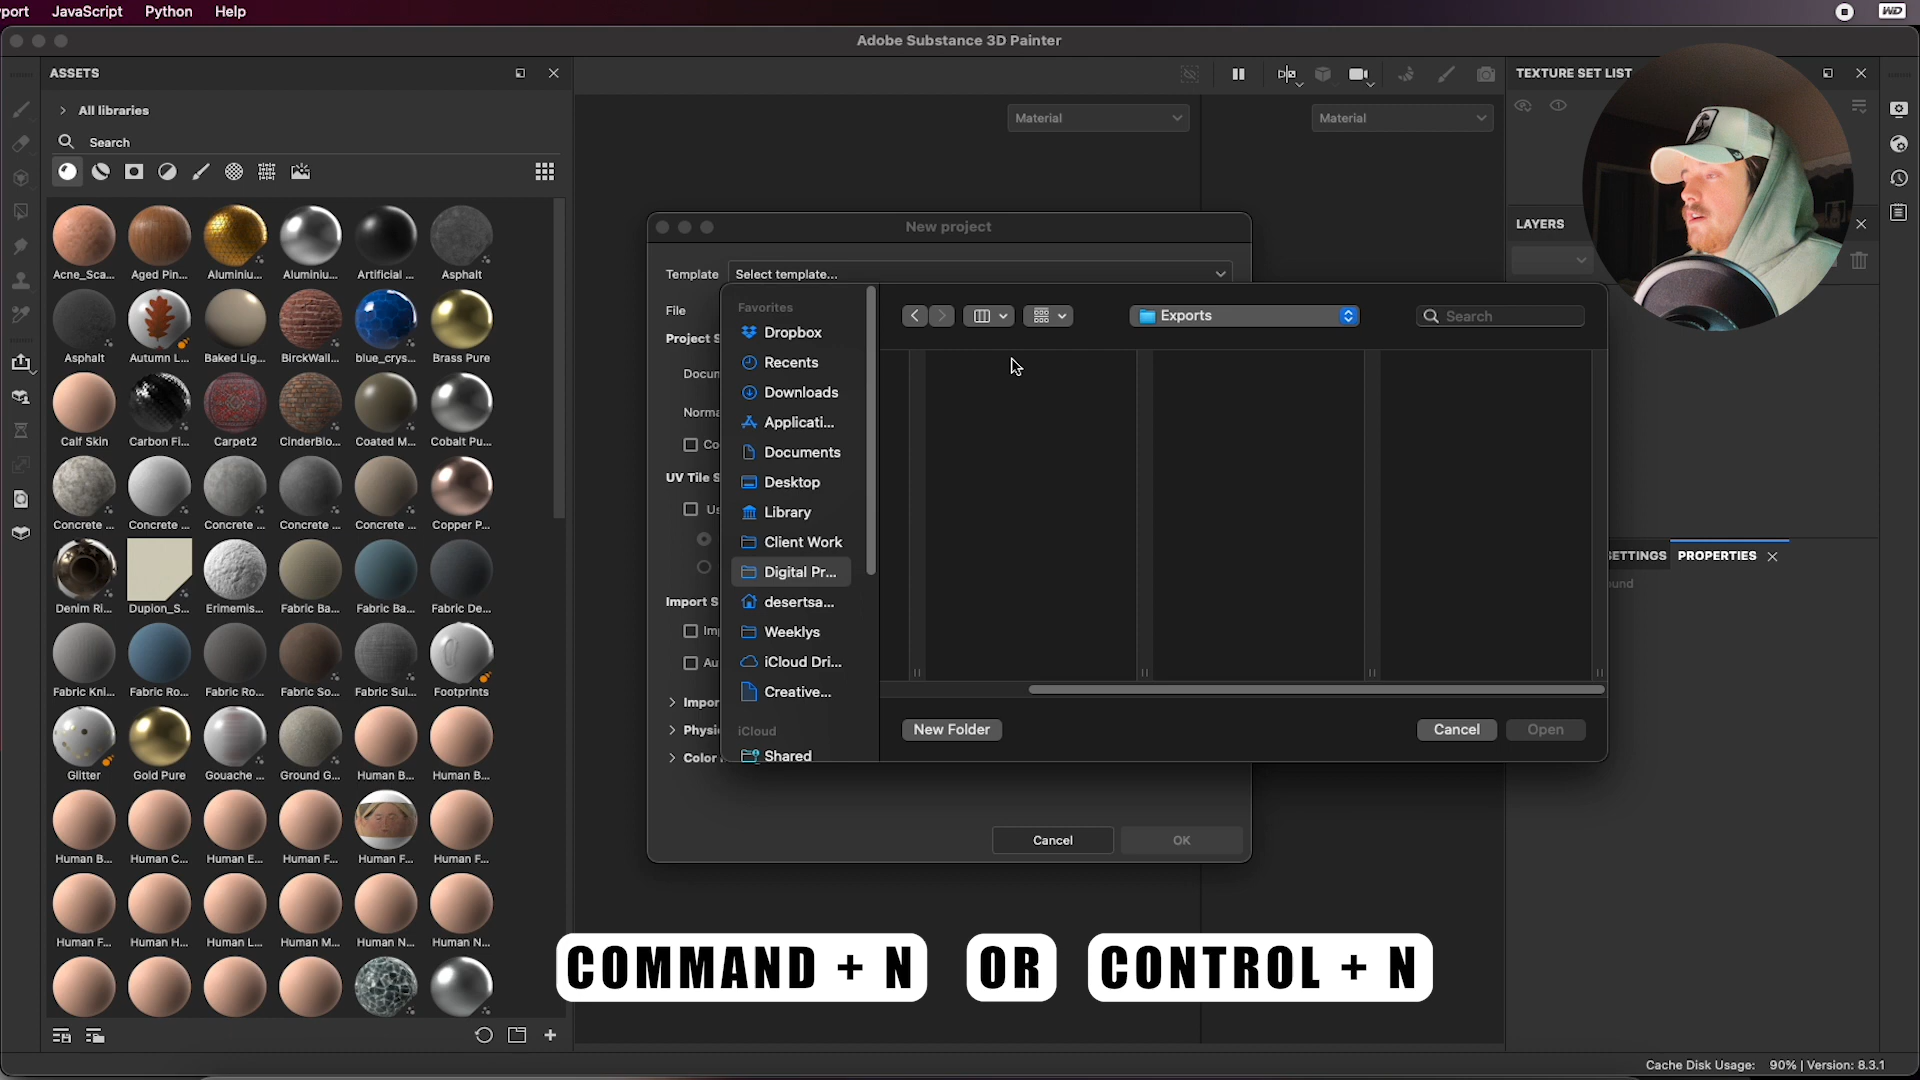 port JavaScript Python Help
WD
Adobe Substance 3D Painter
ASSETS
All libraries
Search
Acne_Sca... Aged Pin... Aluminiu... Aluminiu... Artificial ... Asphalt
Asphalt Autumn L... Baked Lig... BirckWall... blue_crys... Brass Pure
Calf Skin Carbon Fi... Carpet2 CinderBlo... Coated M... Cobalt Pu...
Concrete ... Concrete ... Concrete ... Concrete ... Concrete ... Copper P...
Denim Ri... Dupion_S... Erimemis... Fabric Ba... Fabric Ba... Fabric De...
Fabric Kni... Fabric Ro... Fabric Ro... Fabric So... Fabric Sui... Footprints
Glitter Gold Pure Gouache ... Ground G... Human B... Human B...
Human B... Human C... Human E... Human F... Human F... Human F...
Human F... Human H... Human L... Human M... Human N... Human N...
Material
Material
New project
Template Select template...
File
Project S
Docun
Norma
Co
UV Tile S
Us
Import S
Im
Au
Impor
Physi
Color
Favorites
Dropbox
Recents
Downloads
Applicati...
Documents
Desktop
Library
Client Work
Digital Pr...
desertsa...
Weeklys
iCloud Dri...
Creative...
iCloud
Shared
Exports
Search
New Folder
Cancel
Open
Cancel
OK
TEXTURE SET LIST
LAYERS
ETTINGS PROPERTIES
und
COMMAND + N OR CONTROL + N
Cache Disk Usage: 90% | Version: 8.3.1